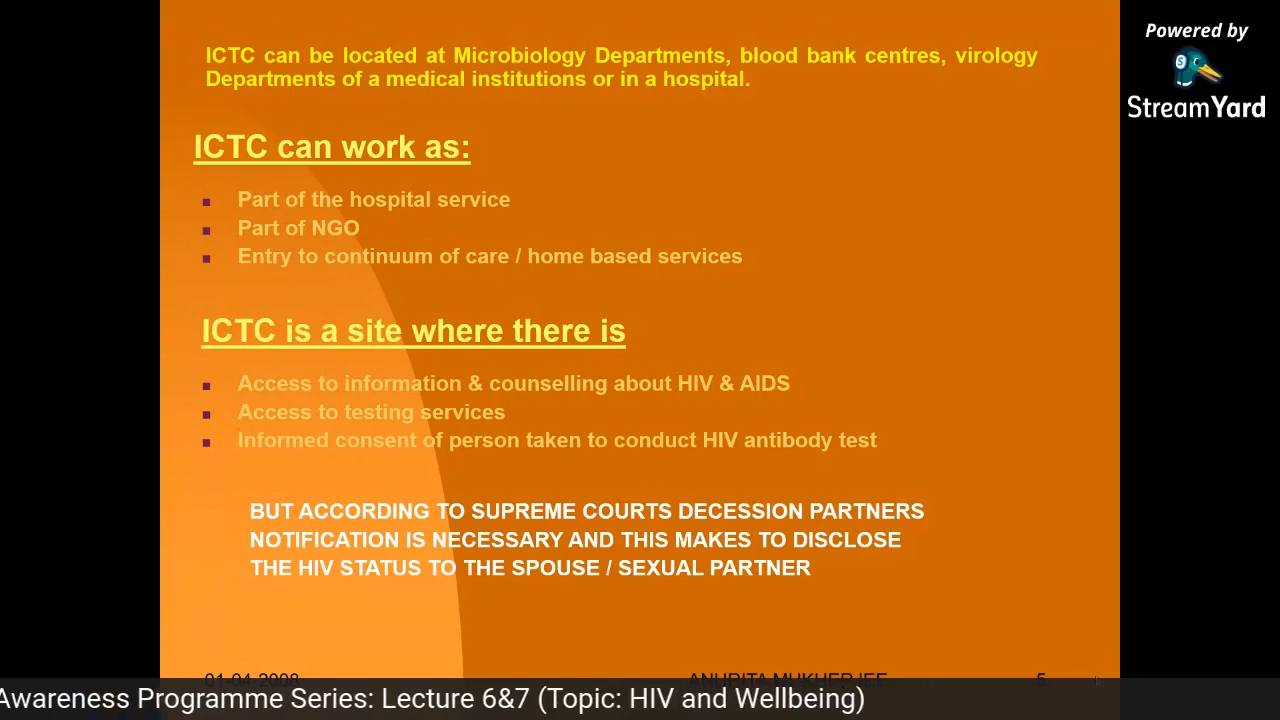 ICTC can be located at Microbiology Departments, blood bank centres, virology
Departments of a medical institutions or in a hospital.
ICTC can work as:
Part of the hospital service
Part of NGO
Entry to continuum of care / home based services
ICTC is a site where there is
Access to information & counselling about HIV & AIDS
Access to testing services
Informed consent of person taken to conduct HIV antibody test
BUT ACCORDING TO SUPREME COURTS DECESSION PARTNERS
NOTIFICATION IS NECESSARY AND THIS MAKES TO DISCLOSE
THE HIV STATUS TO THE SPOUSE / SEXUAL PARTNER
01-04-2008 ANURITA MUKHERJEE 5
Awareness Programme Series: Lecture 6&7 (Topic: HIV and Wellbeing)
Powered by
StreamYard